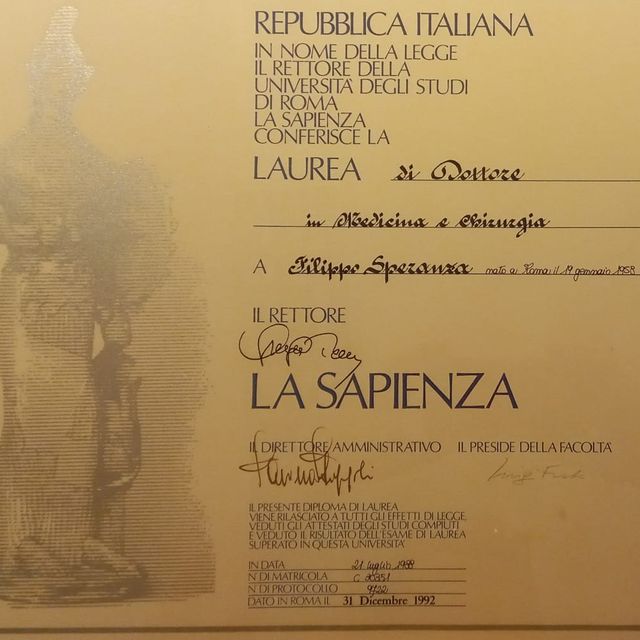 REPUBBLICA ITALIANA
IN NOME DELLA LEGGE
IL RETTORE DELLA
UNIVERSITÀ DEGLI STUDI
DI ROMA
LA SAPIENZA
CONFERISCE LA
LAUREA di Dottore
in Medicina e Chirurgia
A Filippo Speranza nato a Roma il 19 gennaio 1958
IL RETTORE
LA SAPIENZA
IL DIRETTORE AMMINISTRATIVO IL PRESIDE DELLA FACOLTÀ
IL PRESENTE DIPLOMA DI LAUREA
VIENE RILASCIATO A TUTTI GLI EFFETTI DI LEGGE,
VEDUTI GLI ATTESTATI DEGLI STUDI COMPIUTI
E VEDUTO IL RISULTATO DELL'ESAME DI LAUREA
SUPERATO IN QUESTA UNIVERSITÀ
IN DATA 21 luglio 1988
N° DI MATRICOLA
N° DI PROTOCOLLO
DATO IN ROMA IL 31 Dicembre 1992